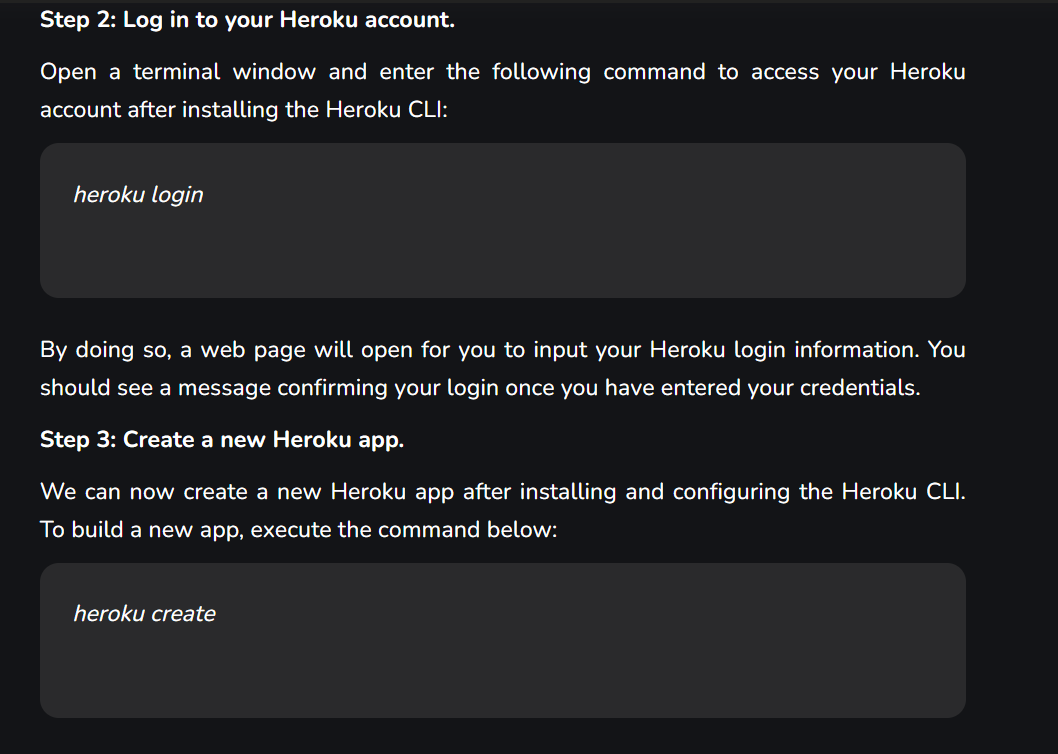 Step 2: Log in to your Heroku account.
Open a terminal window and enter the following command to access your Heroku
account after installing the Heroku CLI:
heroku login
By doing so, a web page will open for you to input your Heroku login information. You
should see a message confirming your login once you have entered your credentials.
Step 3: Create a new Heroku app.
We can now create a new Heroku app after installing and configuring the Heroku CLI.
To build a new app, execute the command below:
heroku create